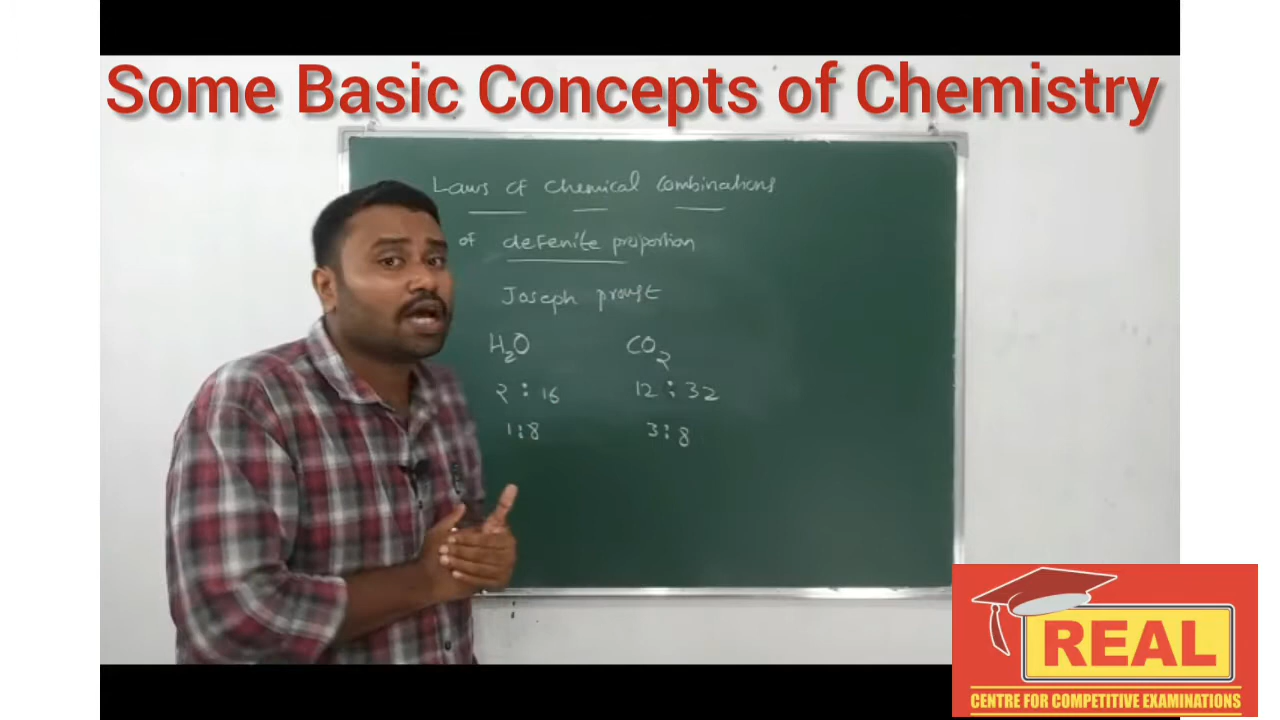 Some Basic Concepts of Chemistry
Laws of chemical combinations
of defenite proportion
Joseph proust
H₂O CO₂
2 : 16 12 : 32
1 : 8 3 : 8
REAL
CENTRE FOR COMPETITIVE EXAMINATIONS